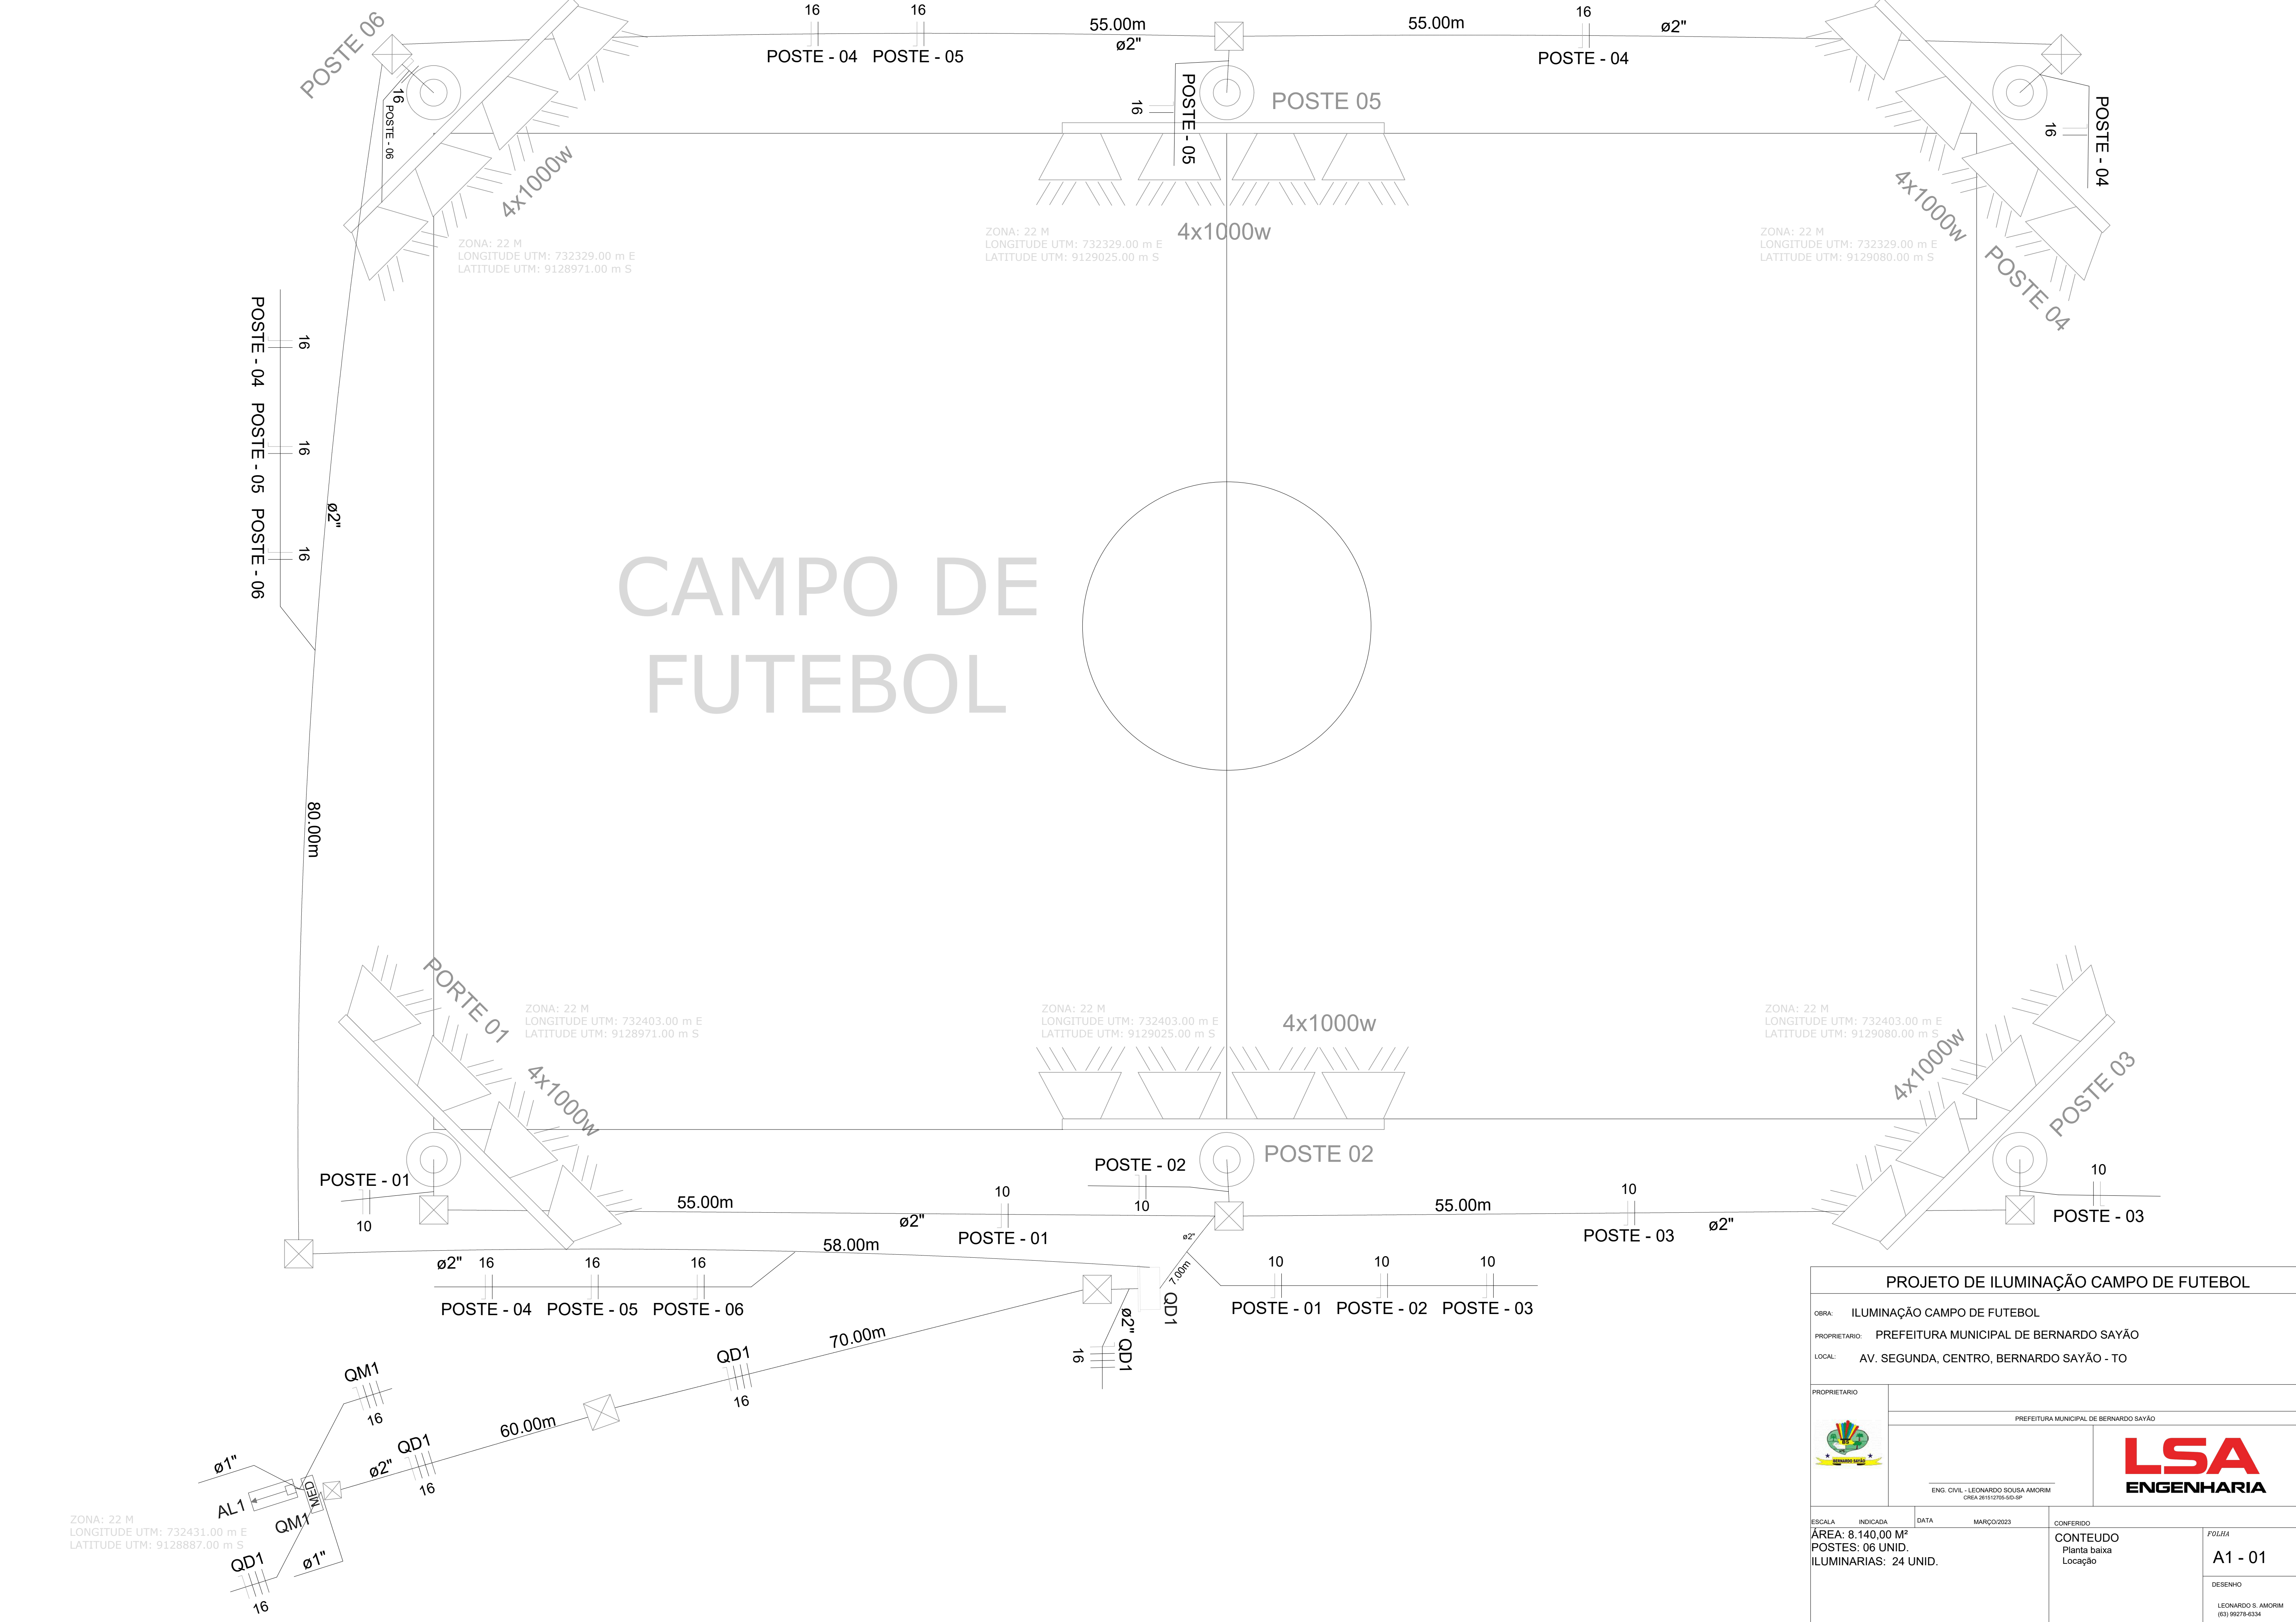 POSTE 06
16
POSTE - 04
16
POSTE - 05
55.00m
ø2"
55.00m
16
POSTE - 04
ø2"
16
POSTE - 06
4x1000w
16
POSTE - 05
POSTE 05
4x1000w
16
POSTE - 04
4x1000w
POSTE 04
ZONA: 22 M
LONGITUDE UTM: 732329.00 m E
LATITUDE UTM: 9128971.00 m S
ZONA: 22 M
LONGITUDE UTM: 732329.00 m E
LATITUDE UTM: 9129025.00 m S
ZONA: 22 M
LONGITUDE UTM: 732329.00 m E
LATITUDE UTM: 9129080.00 m S
POSTE - 04 POSTE - 05 POSTE - 06
16
16
16
ø2"
80.00m
CAMPO DE
FUTEBOL
PORTE 01
4x1000w
ZONA: 22 M
LONGITUDE UTM: 732403.00 m E
LATITUDE UTM: 9128971.00 m S
ZONA: 22 M
LONGITUDE UTM: 732403.00 m E
LATITUDE UTM: 9129025.00 m S
4x1000w
ZONA: 22 M
LONGITUDE UTM: 732403.00 m E
LATITUDE UTM: 9129080.00 m S
4x1000w
POSTE 03
POSTE 02
POSTE - 01
10
55.00m
ø2"
10
POSTE - 01
POSTE - 02
10
55.00m
10
POSTE - 03
ø2"
10
POSTE - 03
58.00m
ø2"
16 16 16
POSTE - 04 POSTE - 05 POSTE - 06
ø2"
7.00m
QD1
10 10 10
POSTE - 01 POSTE - 02 POSTE - 03
ø2" QD1
16
70.00m
QD1
16
60.00m
QM1
16
QD1
16
ø2"
ø1"
AL1
MED
QM1
ø1"
QD1
16
ZONA: 22 M
LONGITUDE UTM: 732431.00 m E
LATITUDE UTM: 9128887.00 m S
PROJETO DE ILUMINAÇÃO CAMPO DE FUTEBOL
OBRA: ILUMINAÇÃO CAMPO DE FUTEBOL
PROPRIETARIO: PREFEITURA MUNICIPAL DE BERNARDO SAYÃO
LOCAL: AV. SEGUNDA, CENTRO, BERNARDO SAYÃO - TO
PROPRIETARIO
BERNARDO SAYÃO
PREFEITURA MUNICIPAL DE BERNARDO SAYÃO
ENG. CIVIL - LEONARDO SOUSA AMORIM
CREA 261512705-5/D-SP
LSA
ENGENHARIA
ESCALA INDICADA
DATA MARÇO/2023
CONFERIDO
ÁREA: 8.140,00 M²
POSTES: 06 UNID.
ILUMINARIAS: 24 UNID.
CONTEUDO
Planta baixa
Locação
FOLHA
A1 - 01
DESENHO
LEONARDO S. AMORIM
(63) 99278-6334